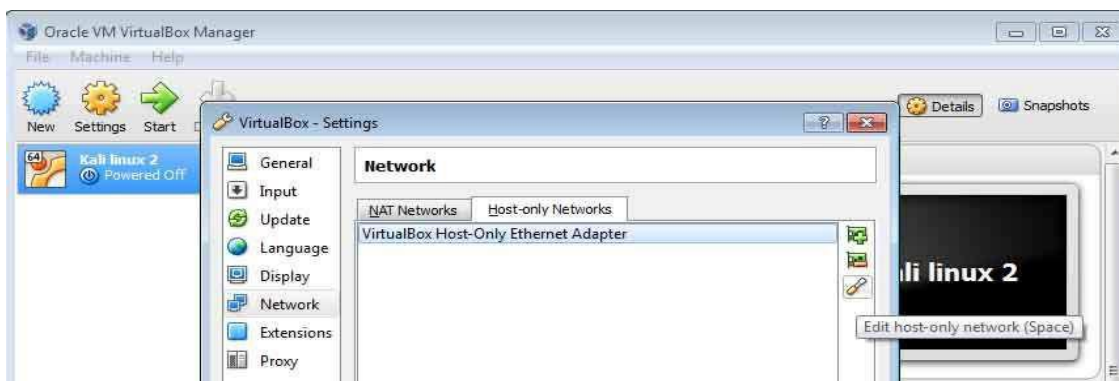 Oracle VM VirtualBox Manager
File Machine Help
New Settings Start
Details Snapshots
64 Kali linux 2
Powered Off
VirtualBox - Settings
General
Input
Update
Language
Display
Network
Extensions
Proxy
Network
NAT Networks Host-only Networks
VirtualBox Host-Only Ethernet Adapter
linux 2
Edit host-only network (Space)